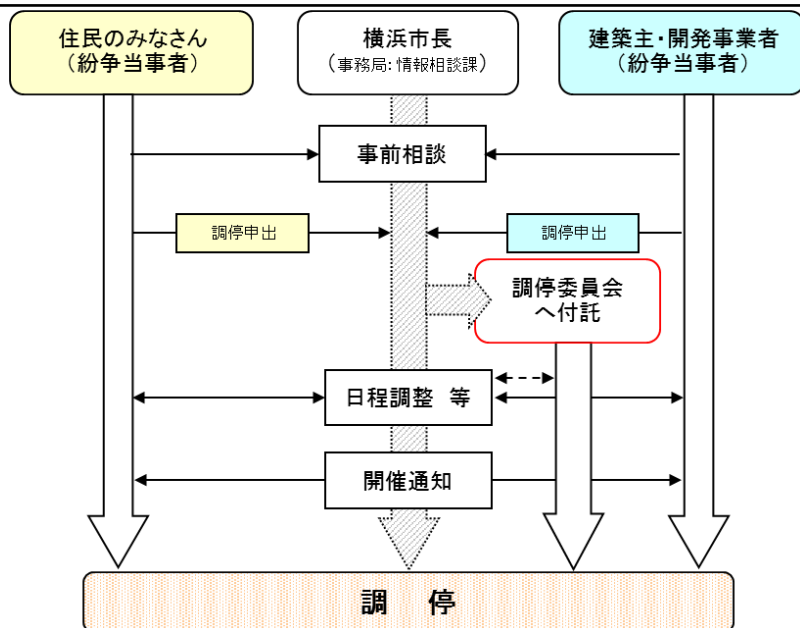 住民のみなさん
（紛争当事者）
横浜市長
（事務局：情報相談課）
建築主・開発事業者
（紛争当事者）
事前相談
調停申出
調停申出
調停委員会
へ付託
日程調整　等
開催通知
調　停